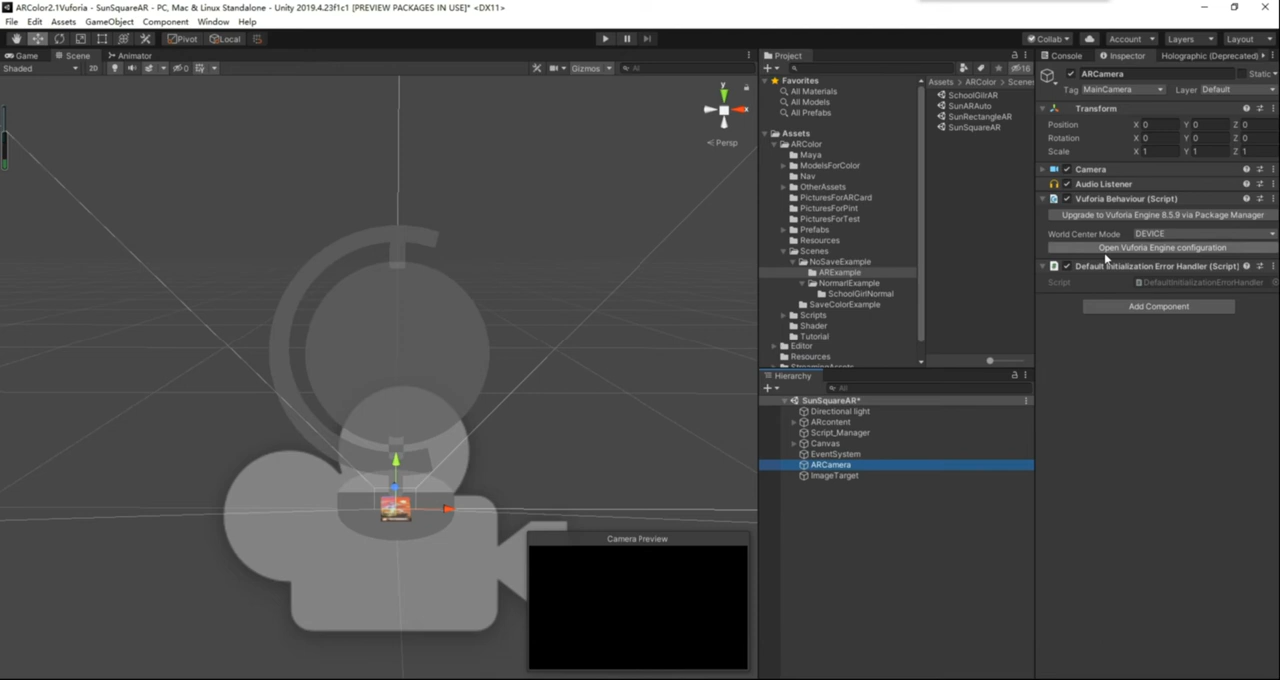 ARColor2.1Vuforia - SunSquareAR - PC, Mac & Linux Standalone - Unity 2019.4.23f1c1 [PREVIEW PACKAGES IN USE]* <DX11>
File Edit Assets GameObject Component Window Help
Pivot Local Collab Account Layers Layout
Game Scene Animator
Shaded 2D 0 Gizmos All
y
x
Persp
Camera Preview
Project
16
Favorites
All Materials
All Models
All Prefabs
Assets
ARColor
Maya
ModelsForColor
Nav
OtherAssets
PicturesForARCard
PicturesForPint
PicturesForTest
Prefabs
Resources
Scenes
NoSaveExample
ARExample
NormarlExample
SchoolGirlNormal
SaveColorExample
Scripts
Shader
Tutorial
Editor
Resources
Assets > ARColor > Scenes
SchoolGilrAR
SunARAuto
SunRectangleAR
SunSquareAR
Hierarchy
All
SunSquareAR*
Directional light
ARcontent
Script_Manager
Canvas
EventSystem
ARCamera
ImageTarget
Console Inspector Holographic (Deprecated)
ARCamera Static
Tag MainCamera Layer Default
Transform
Position X 0 Y 0 Z 0
Rotation X 0 Y 0 Z 0
Scale X 1 Y 1 Z 1
Camera
Audio Listener
Vuforia Behaviour (Script)
Upgrade to Vuforia Engine 8.5.9 via Package Manager
World Center Mode DEVICE
Open Vuforia Engine configuration
Default Initialization Error Handler (Script)
Script DefaultInitializationErrorHandler
Add Component